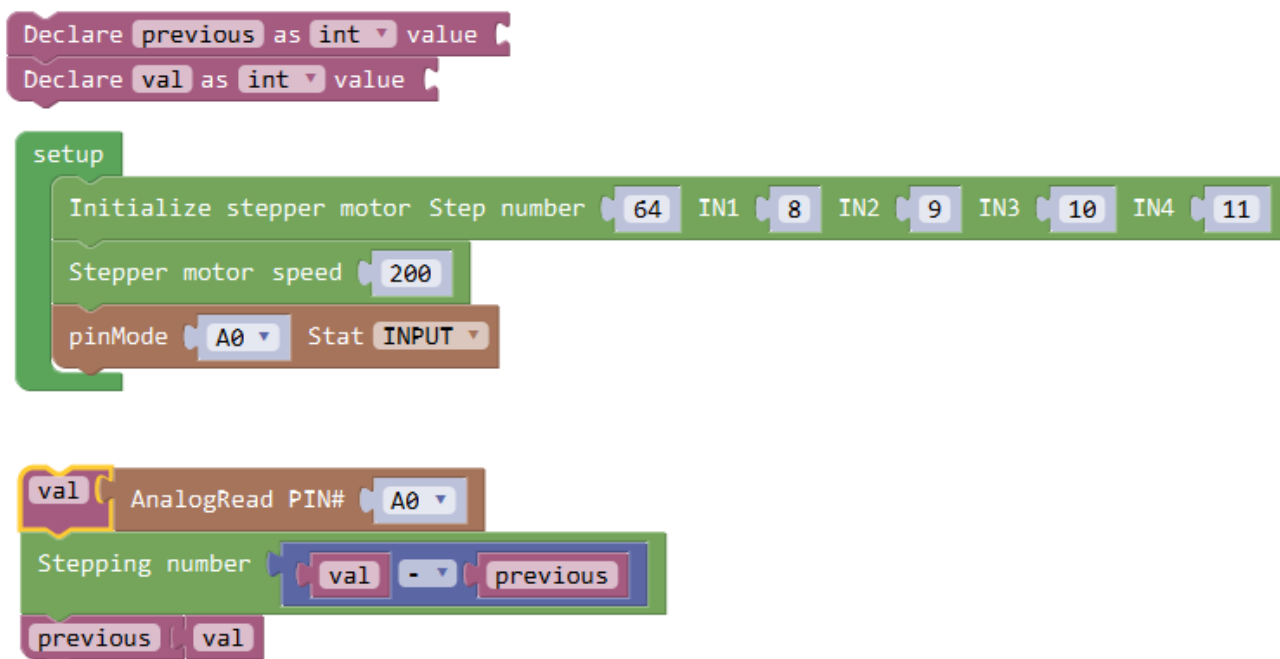 Declare previous as int value
Declare val as int value
setup
Initialize stepper motor Step number 64 IN1 8 IN2 9 IN3 10 IN4 11
Stepper motor speed 200
pinMode A0 Stat INPUT
val AnalogRead PIN# A0
Stepping number val - previous
previous val